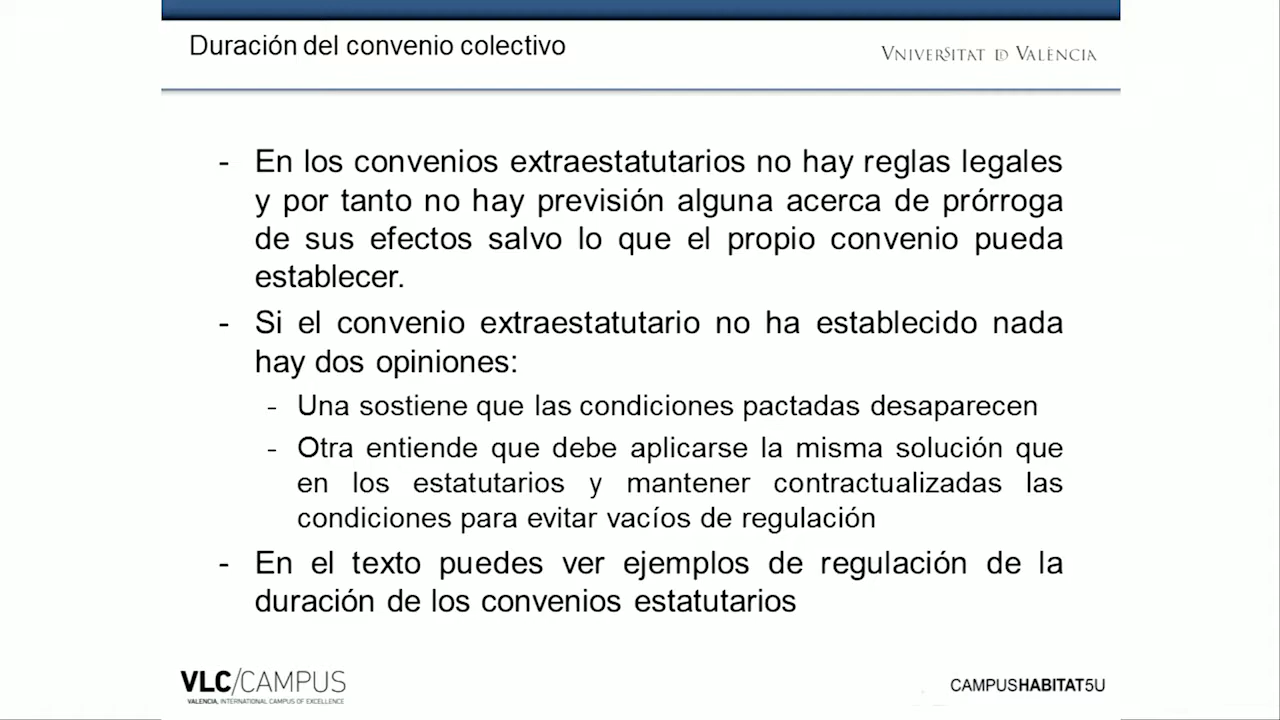 Duración del convenio colectivo
VNIVERSITAT DE VALÈNCIA
- En los convenios extraestatutarios no hay reglas legales
y por tanto no hay previsión alguna acerca de prórroga
de sus efectos salvo lo que el propio convenio pueda
establecer.
- Si el convenio extraestatutario no ha establecido nada
hay dos opiniones:
- Una sostiene que las condiciones pactadas desaparecen
- Otra entiende que debe aplicarse la misma solución que
en los estatutarios y mantener contractualizadas las
condiciones para evitar vacíos de regulación
- En el texto puedes ver ejemplos de regulación de la
duración de los convenios estatutarios
VLC/CAMPUS
VALENCIA, INTERNATIONAL CAMPUS OF EXCELLENCE
CAMPUSHABITAT5U